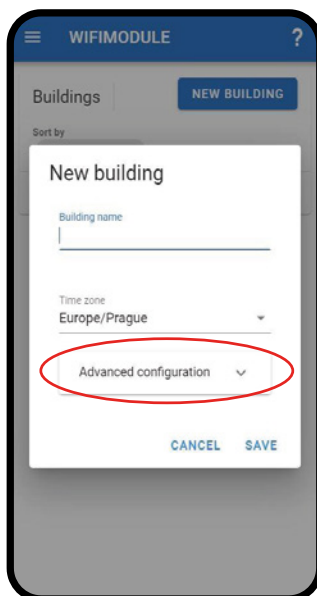 WIFIMODULE ?
Buildings NEW BUILDING
Sort by
New building
Building name
Time zone
Europe/Prague
Advanced configuration
CANCEL SAVE